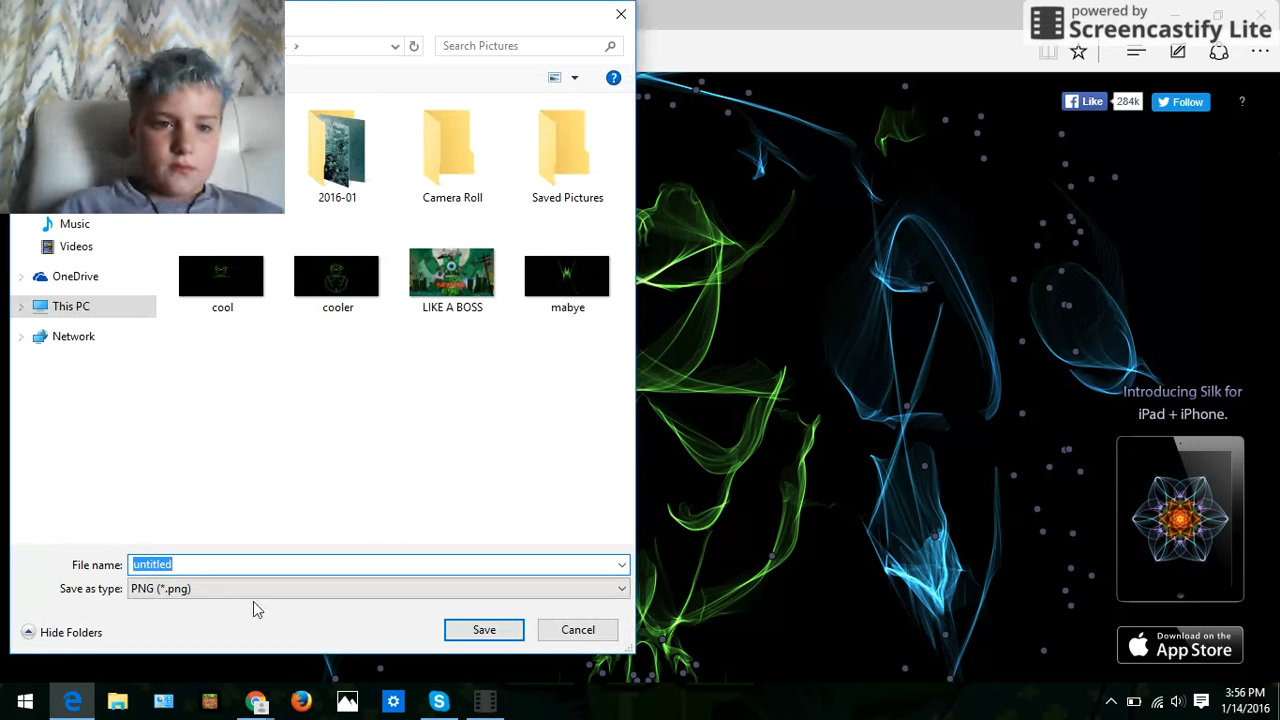 powered by
Screencastify Lite
Search Pictures
Like
284k
Follow
?
2016-01
Camera Roll
Saved Pictures
Music
Videos
OneDrive
cool
cooler
LIKE A BOSS
mabye
This PC
Network
Introducing Silk for
iPad + iPhone.
File name:
untitled
Save as type:
PNG (*.png)
Hide Folders
Save
Cancel
Download on the
App Store
3:56 PM
1/14/2016